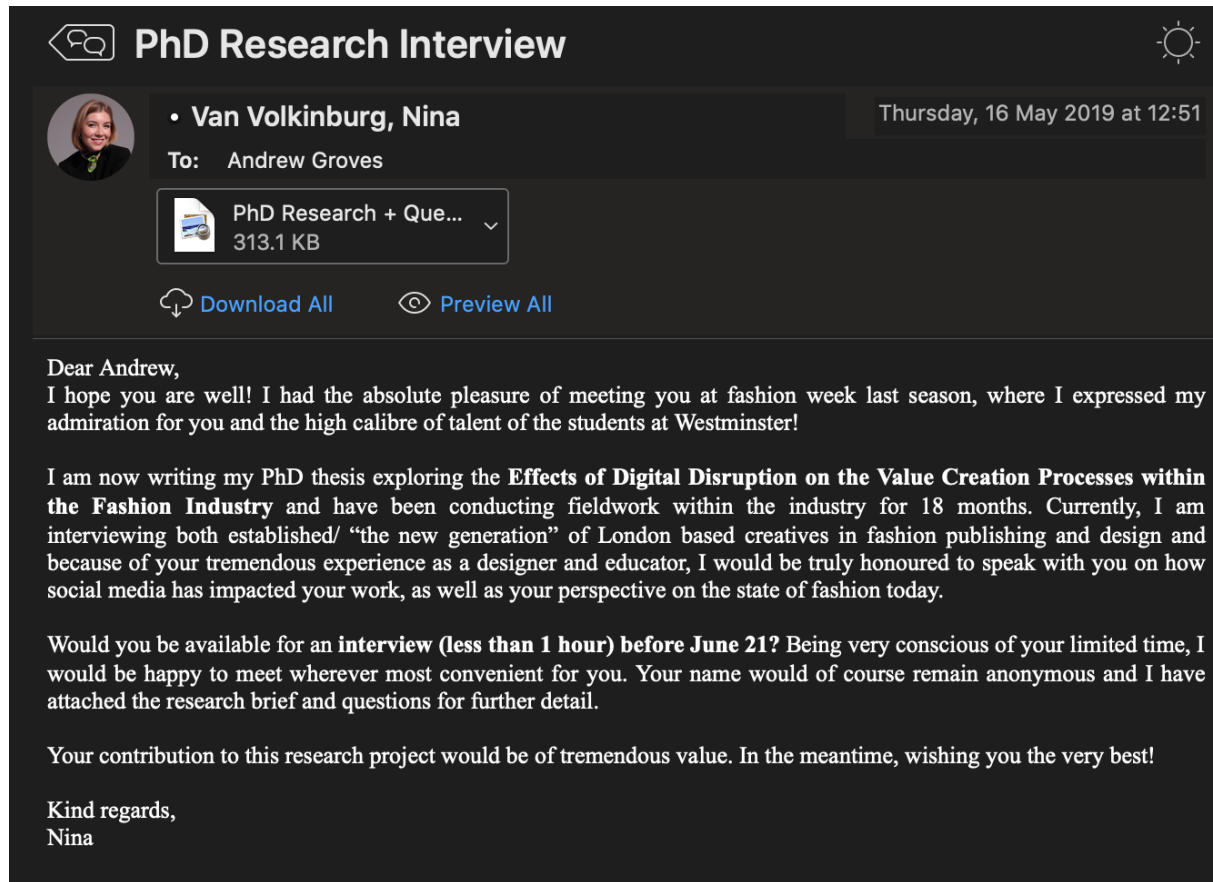 PhD Research Interview
• Van Volkinburg, Nina
Thursday, 16 May 2019 at 12:51
To: Andrew Groves
PhD Research + Que...
313.1 KB
Download All Preview All
Dear Andrew,
I hope you are well! I had the absolute pleasure of meeting you at fashion week last season, where I expressed my
admiration for you and the high calibre of talent of the students at Westminster!
I am now writing my PhD thesis exploring the Effects of Digital Disruption on the Value Creation Processes within
the Fashion Industry and have been conducting fieldwork within the industry for 18 months. Currently, I am
interviewing both established/ “the new generation” of London based creatives in fashion publishing and design and
because of your tremendous experience as a designer and educator, I would be truly honoured to speak with you on how
social media has impacted your work, as well as your perspective on the state of fashion today.
Would you be available for an interview (less than 1 hour) before June 21? Being very conscious of your limited time, I
would be happy to meet wherever most convenient for you. Your name would of course remain anonymous and I have
attached the research brief and questions for further detail.
Your contribution to this research project would be of tremendous value. In the meantime, wishing you the very best!
Kind regards,
Nina